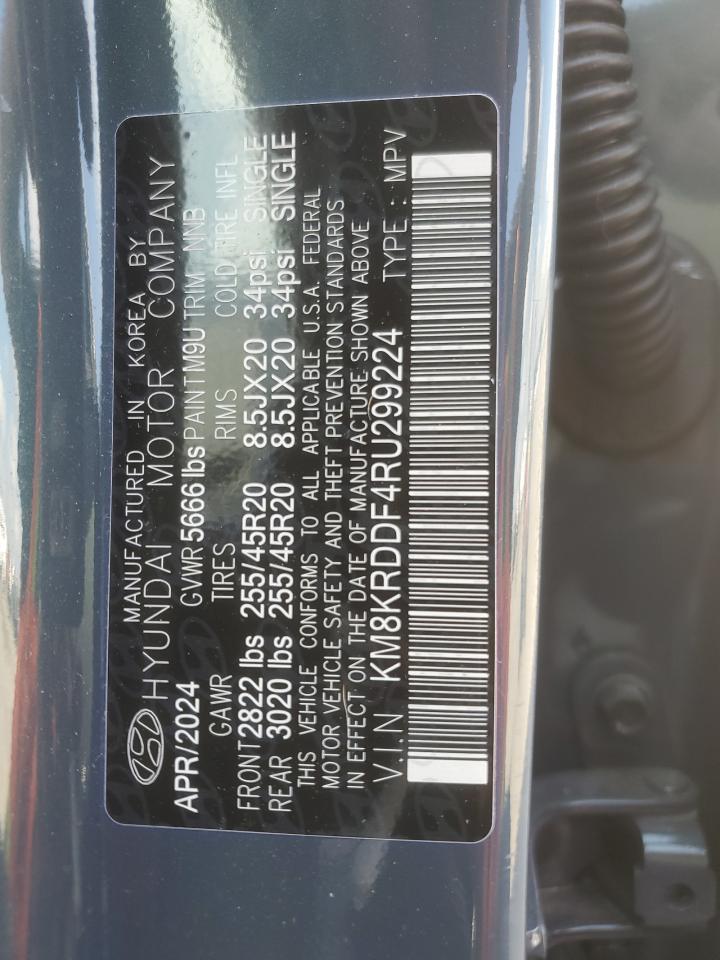 MANUFACTURED IN KOREA BY
HYUNDAI MOTOR COMPANY
APR/2024 GVWR 5666 lbs PAINT M9U TRIM NNB
GAWR TIRES RIMS COLD TIRE INFL
FRONT 2822 lbs 255/45R20 8.5JX20 34psi SINGLE
REAR 3020 lbs 255/45R20 8.5JX20 34psi SINGLE
THIS VEHICLE CONFORMS TO ALL APPLICABLE U.S.A. FEDERAL
MOTOR VEHICLE SAFETY AND THEFT PREVENTION STANDARDS
IN EFFECT ON THE DATE OF MANUFACTURE SHOWN ABOVE
V.I.N KM8KRDDF4RU299224 TYPE : MPV